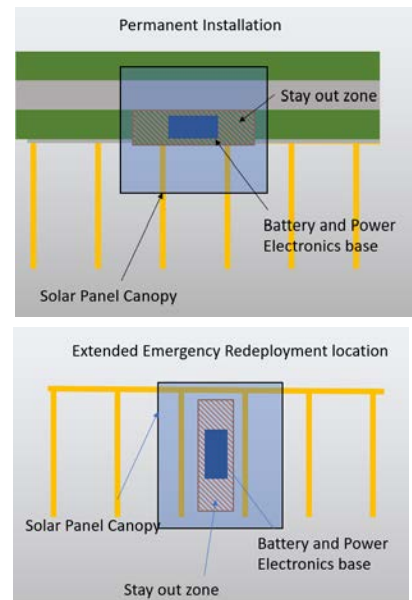 Permanent Installation
Stay out zone
Battery and Power
Electronics base
Solar Panel Canopy
Extended Emergency Redeployment location
Solar Panel Canopy
Battery and Power
Electronics base
Stay out zone